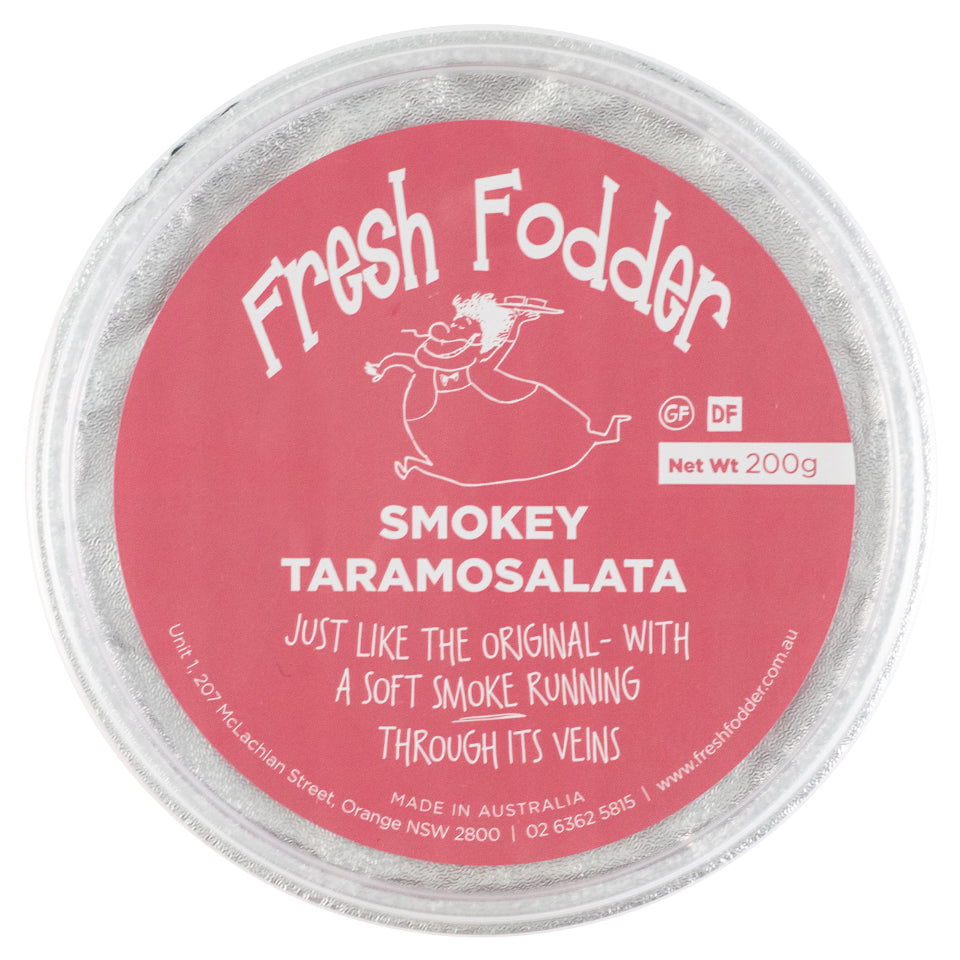 Fresh Fodder
GF DF
Net Wt 200g
SMOKEY
TARAMOSALATA
JUST LIKE THE ORIGINAL- WITH
A SOFT SMOKE RUNNING
THROUGH ITS VEINS
MADE IN AUSTRALIA
Unit 1, 207 McLachlan Street, Orange NSW 2800 | 02 6362 5815 | www.freshfodder.com.au